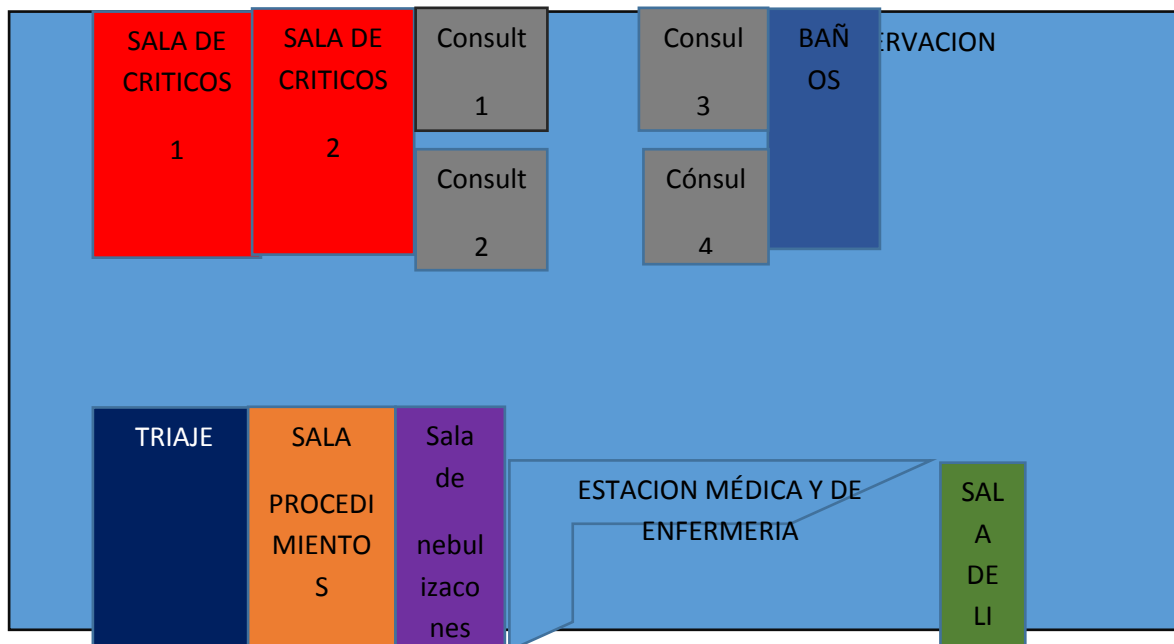 SALA DE
CRITICOS
1
SALA DE
CRITICOS
2
Consult
1
Consul
3
BAÑ
OS
ERVACION
Consult
2
Cónsul
4
TRIAJE
SALA
PROCEDI
MIENTO
S
Sala
de
nebul
izaco
nes
ESTACION MÉDICA Y DE
ENFERMERIA
SAL
A
DE
LI